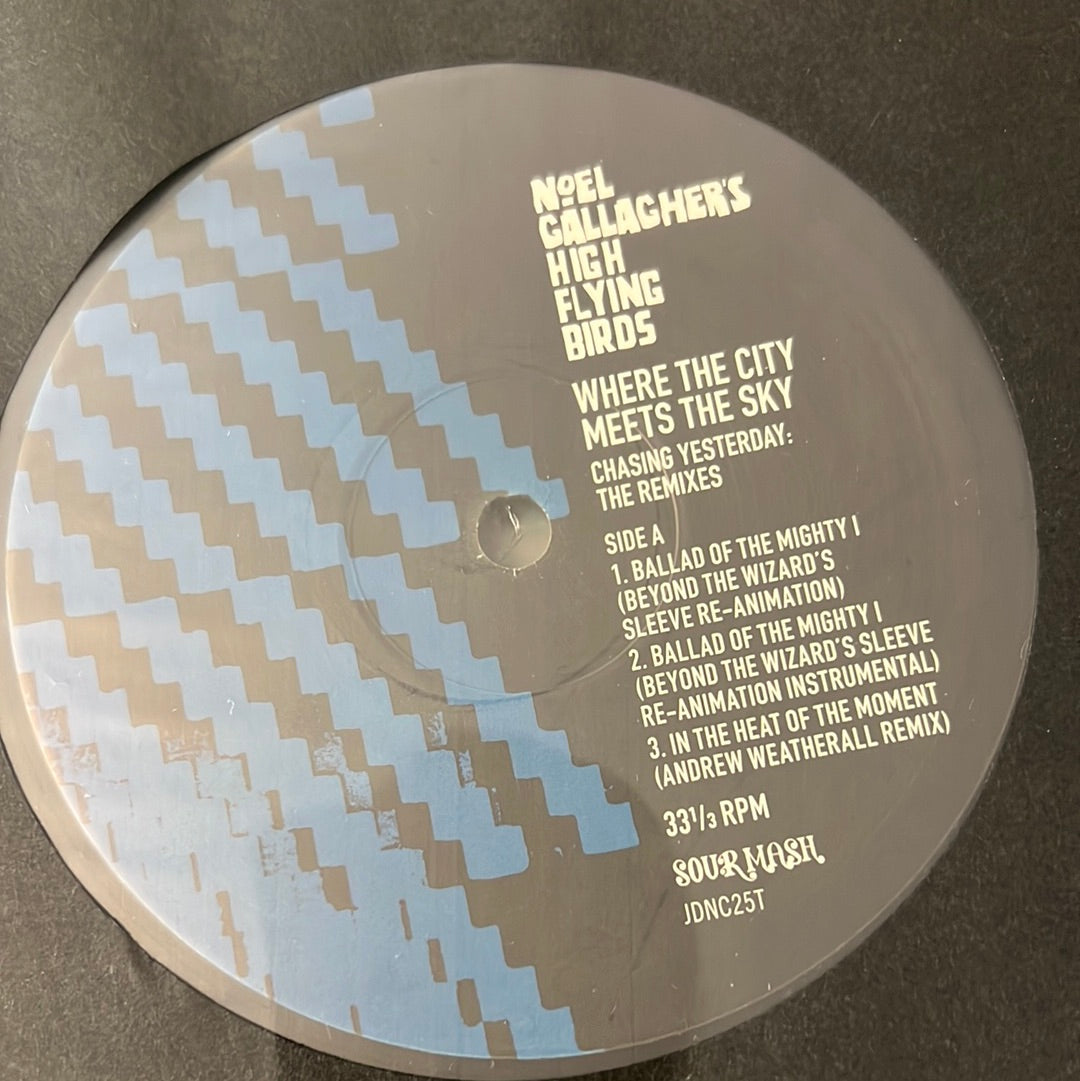 NOEL
GALLAGHER'S
HIGH
FLYING
BIRDS
WHERE THE CITY
MEETS THE SKY
CHASING YESTERDAY:
THE REMIXES
SIDE A
1. BALLAD OF THE MIGHTY I
(BEYOND THE WIZARD'S
SLEEVE RE-ANIMATION)
2. BALLAD OF THE MIGHTY I
(BEYOND THE WIZARD'S SLEEVE
RE-ANIMATION INSTRUMENTAL)
3. IN THE HEAT OF THE MOMENT
(ANDREW WEATHERALL REMIX)
33 1/3 RPM
SOUR MASH
JDNC25T